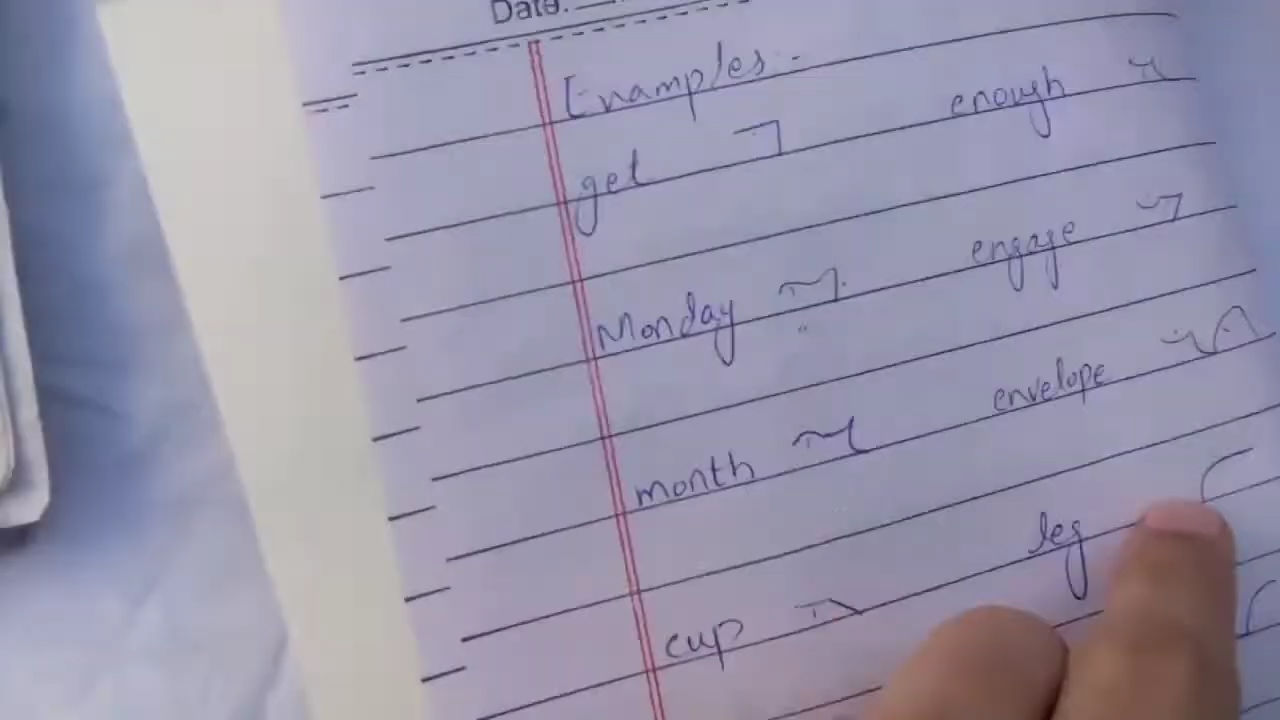 Date:
Examples:-
get enough
Monday engage
month envelope
cup leg